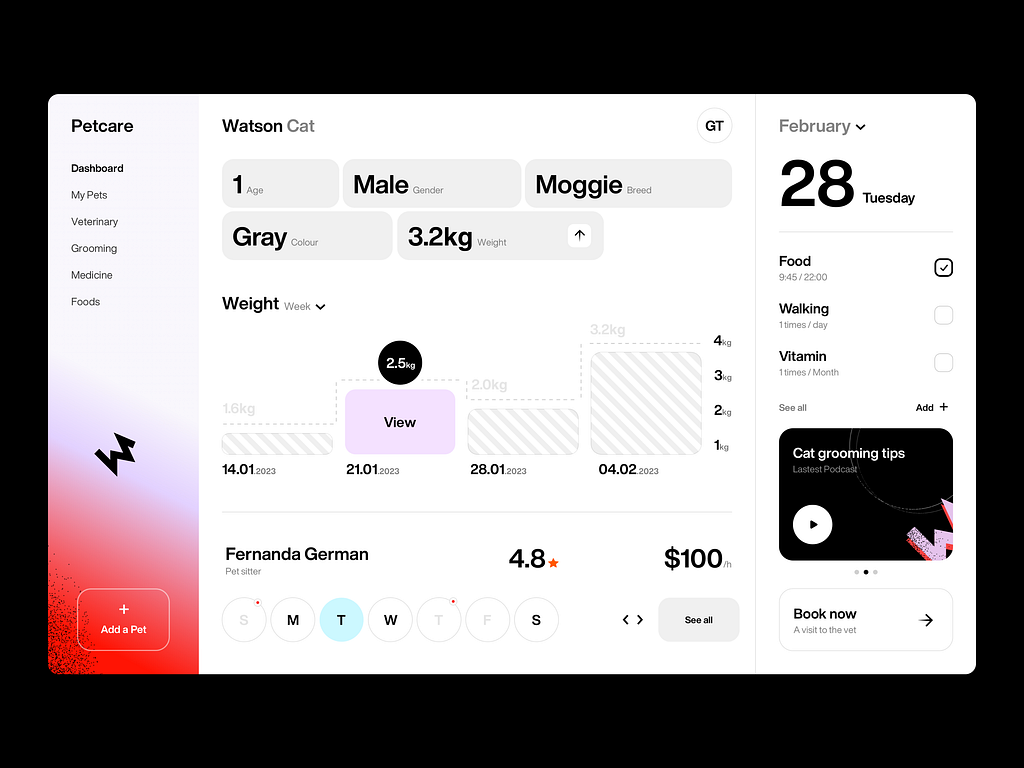 Petcare
Dashboard
My Pets
Veterinary
Grooming
Medicine
Foods
+
Add a Pet
Watson Cat
GT
1 Age
Male Gender
Moggie Breed
Gray Colour
3.2kg Weight
Weight Week
1.6kg
2.5kg
2.0kg
3.2kg
View
4kg
3kg
2kg
1kg
14.01.2023
21.01.2023
28.01.2023
04.02.2023
Fernanda German
Pet sitter
4.8
$100/h
S M T W T F S
See all
February
28 Tuesday
Food
9:45 / 22:00
Walking
1 times / day
Vitamin
1 times / Month
See all
Add +
Cat grooming tips
Lastest Podcast
Book now
A visit to the vet